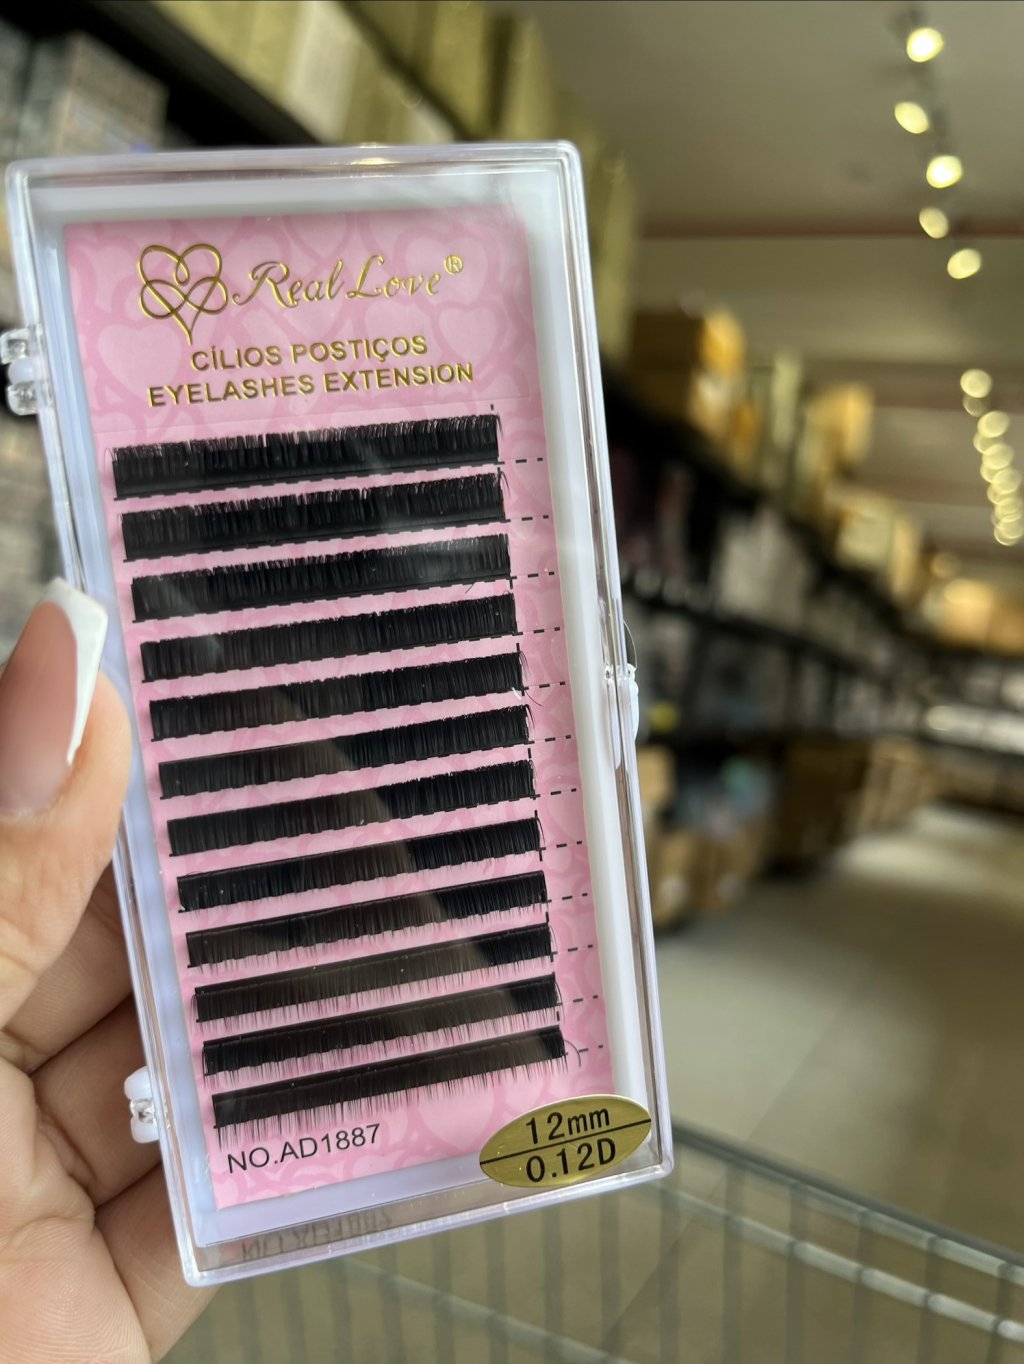 Real Love®
CÍLIOS POSTIÇOS
EYELASHES EXTENSION
NO.AD1887
12mm
0.12D